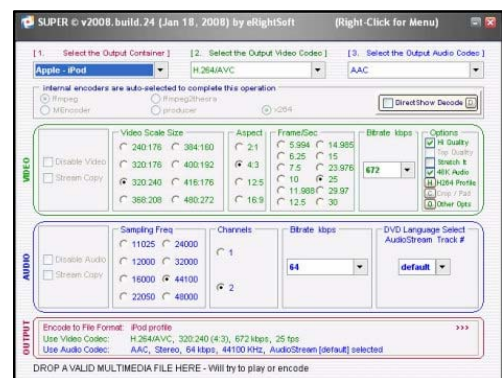 SUPER © v2008.build.24 (Jan 18, 2008) by eRightSoft (Right-Click for Menu)
[ 1. Select the Output Container ] [ 2. Select the Output Video Codec ] [ 3. Select the Output Audio Codec ]
Apple - iPod H.264/AVC AAC
internal encoders are auto-selected to complete this operation
ffmpeg ffmpeg2theora
MEncoder producer x264 DirectShow Decode D
VIDEO
Disable Video
Stream Copy
Video Scale Size
240:176 384:160
320:176 400:192
320:240 416:176
368:208 480:272
Aspect
2:1
4:3
12:5
16:9
Frame/Sec
5.994 14.985
6.25 15
7.5 23.976
10 25
11.988 29.97
12.5 30
Bitrate kbps
672
Options
Hi Quality
Top Quality
Stretch It
48K Audio
H H264 Profile
C Crop / Pad
O Other Opts
AUDIO
Disable Audio
Stream Copy
Sampling Freq
11025 24000
12000 32000
16000 44100
22050 48000
Channels
1
2
Bitrate kbps
64
DVD Language Select
AudioStream Track #
default
OUTPUT
Encode to File Format: iPod profile >>>
Use Video Codec: H.264/AVC, 320:240 (4:3), 672 kbps, 25 fps
Use Audio Codec: AAC, Stereo, 64 kbps, 44100 KHz, AudioStream [default] selected
DROP A VALID MULTIMEDIA FILE HERE - Will try to play or encode